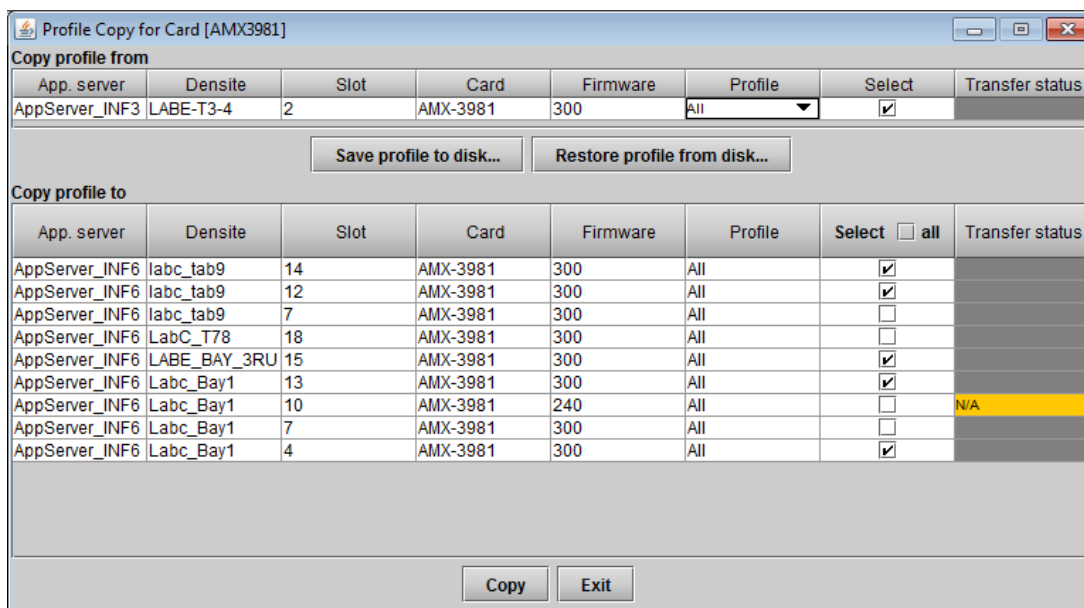 Profile Copy for Card [AMX3981]
Copy profile from
App. server Densite Slot Card Firmware Profile Select Transfer status
AppServer_INF3 LABE-T3-4 2 AMX-3981 300 All
Save profile to disk... Restore profile from disk...
Copy profile to
App. server Densite Slot Card Firmware Profile Select all Transfer status
AppServer_INF6 labc_tab9 14 AMX-3981 300 All
AppServer_INF6 labc_tab9 12 AMX-3981 300 All
AppServer_INF6 labc_tab9 7 AMX-3981 300 All
AppServer_INF6 LabC_T78 18 AMX-3981 300 All
AppServer_INF6 LABE_BAY_3RU 15 AMX-3981 300 All
AppServer_INF6 Labc_Bay1 13 AMX-3981 300 All
AppServer_INF6 Labc_Bay1 10 AMX-3981 240 All N/A
AppServer_INF6 Labc_Bay1 7 AMX-3981 300 All
AppServer_INF6 Labc_Bay1 4 AMX-3981 300 All
Copy Exit